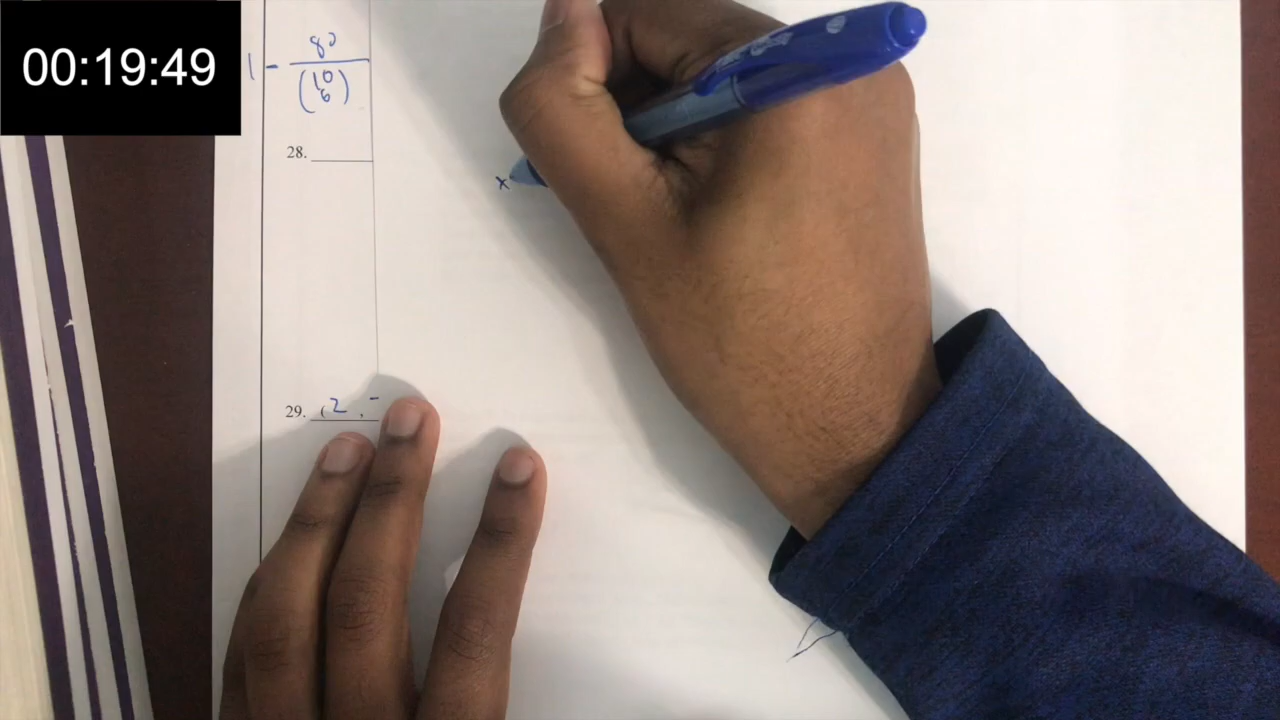 00:19:49
1 - 80
(10
6)
28.
x
29. (2, -